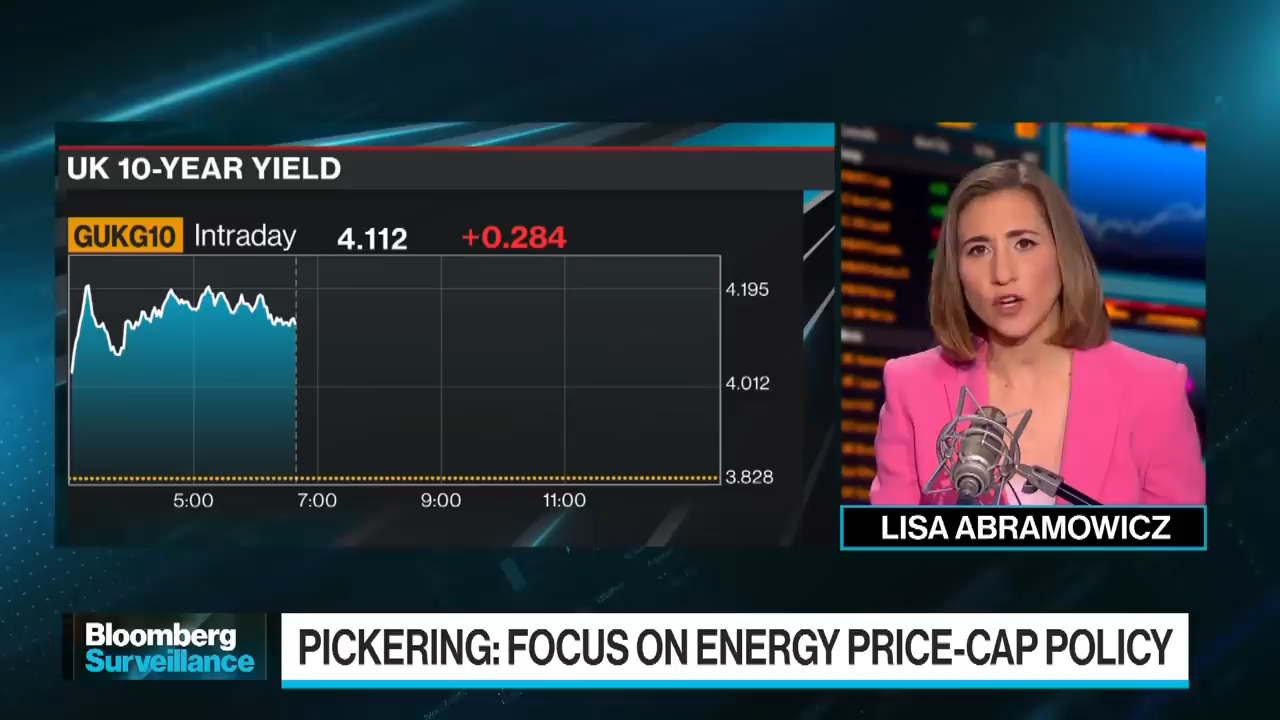 UK 10-YEAR YIELD
GUKG10 Intraday 4.112 +0.284
4.195
4.012
3.828
5:00 7:00 9:00 11:00
LISA ABRAMOWICZ
Bloomberg
Surveillance
PICKERING: FOCUS ON ENERGY PRICE-CAP POLICY